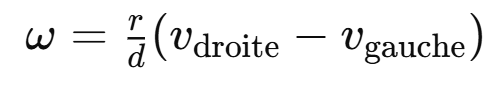 ω = r/d (v_droite − v_gauche)